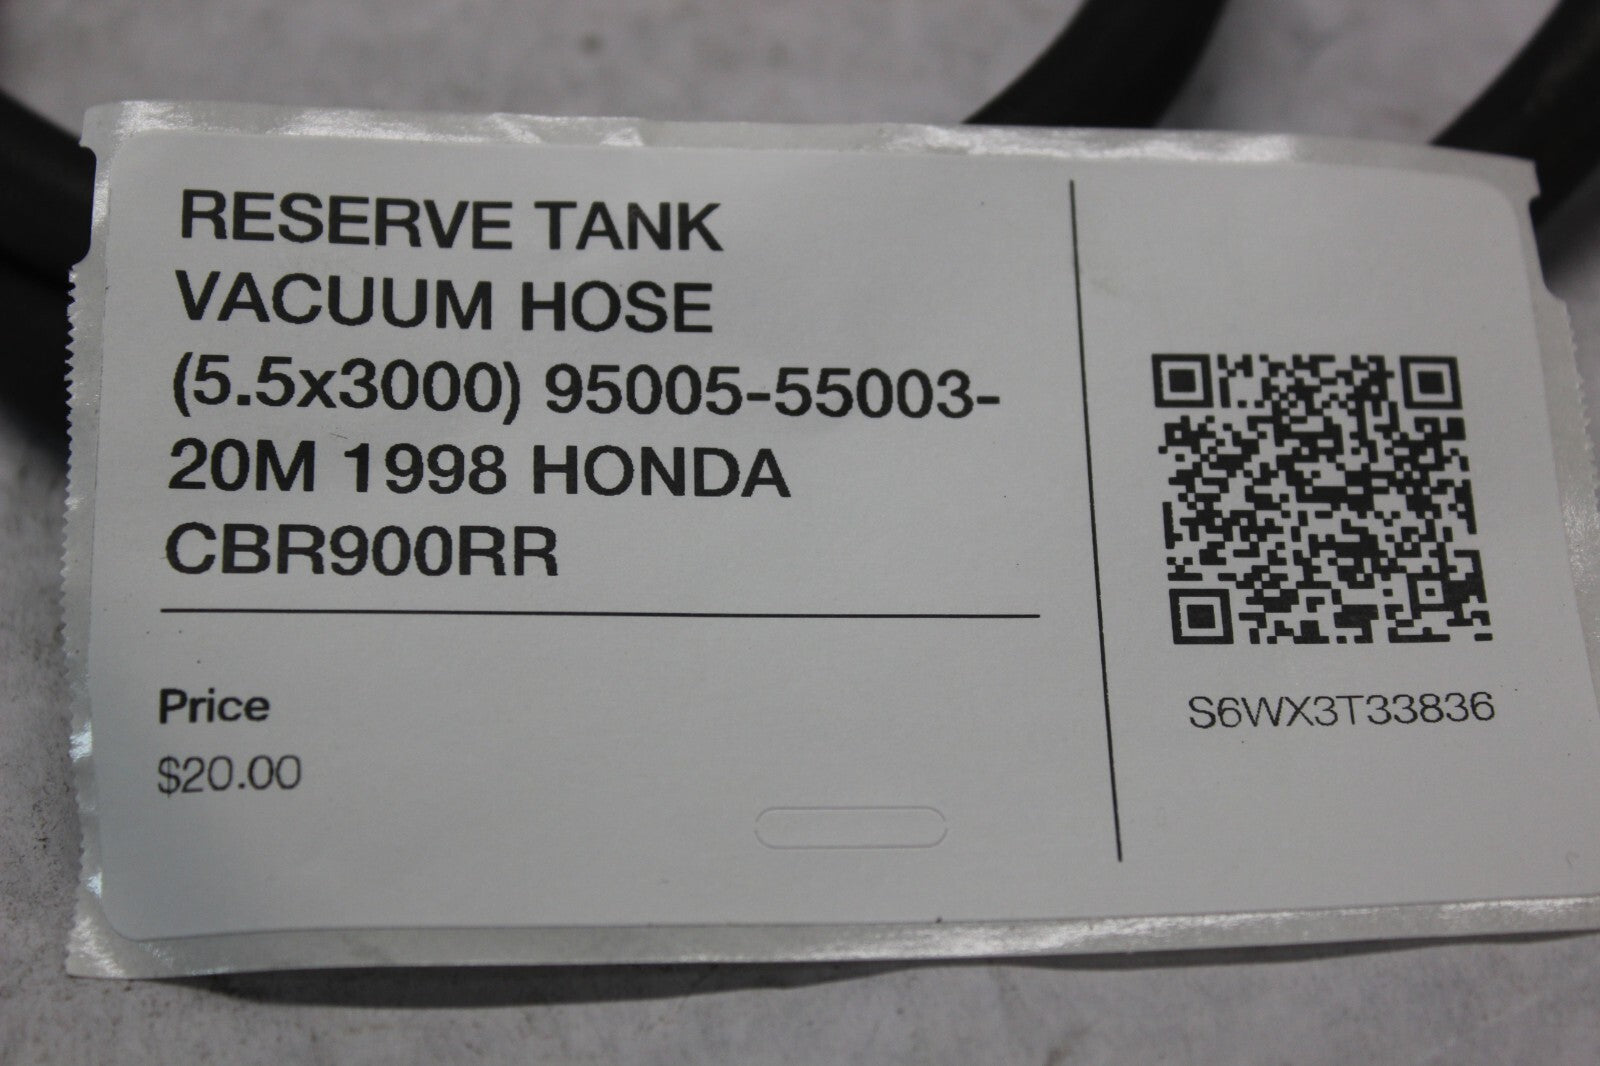 RESERVE TANK
VACUUM HOSE
(5.5x3000) 95005-55003-
20M 1998 HONDA
CBR900RR
Price
$20.00
S6WX3T33836